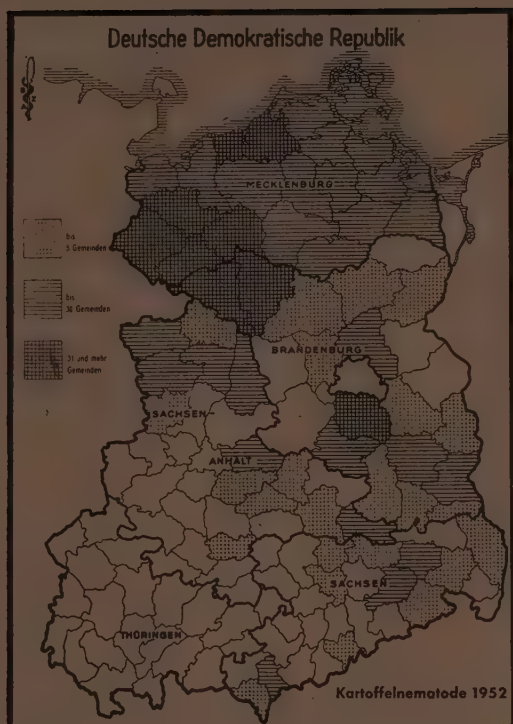 Deutsche Demokratische Republik
MECKLENBURG
bis
5 Gemeinden
bis
30 Gemeinden
BRANDENBURG
31 und mehr
Gemeinden
SACHSEN-
ANHALT
SACHSEN
THÜRINGEN
Kartoffelnematode 1952